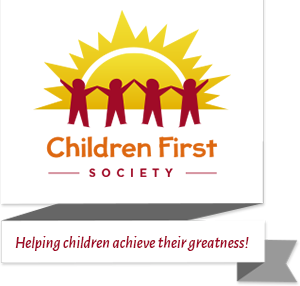 Children First
SOCIETY
Helping children achieve their greatness!